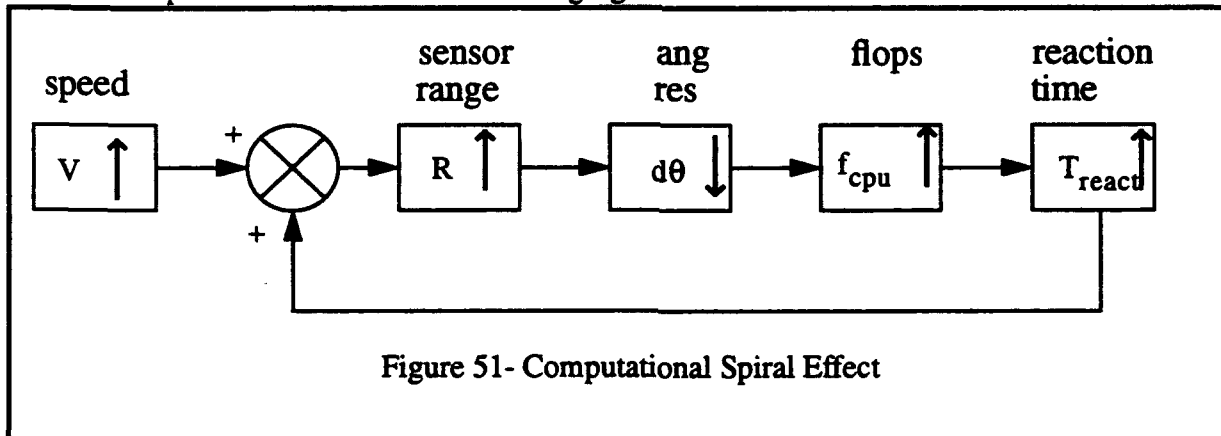 speed
sensor
range
ang
res
flops
reaction
time
V
+
+
R
dθ
f_cpu
T_react
Figure 51- Computational Spiral Effect